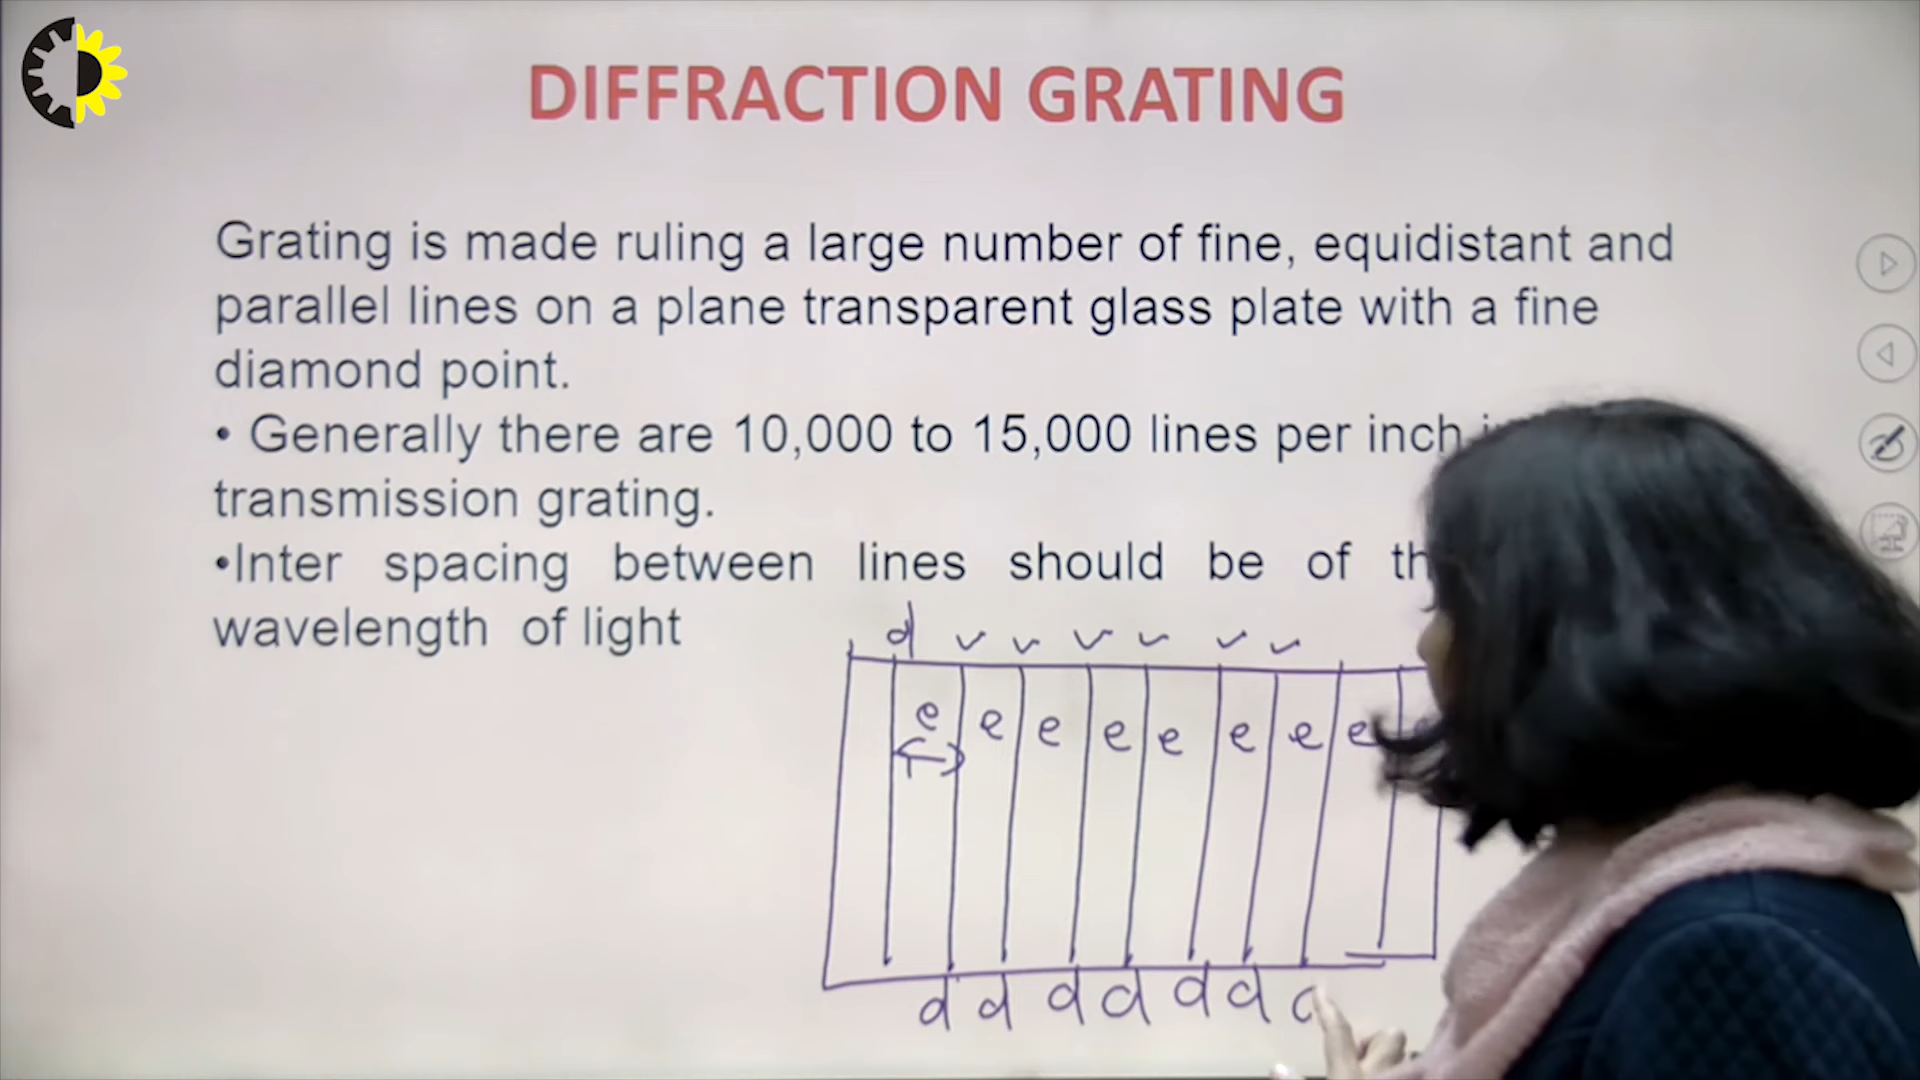 DIFFRACTION GRATING
Grating is made ruling a large number of fine, equidistant and
parallel lines on a plane transparent glass plate with a fine
diamond point.
• Generally there are 10,000 to 15,000 lines per inch
transmission grating.
•Inter spacing between lines should be of
wavelength of light
d
e e e e e e e e
d d d d d d